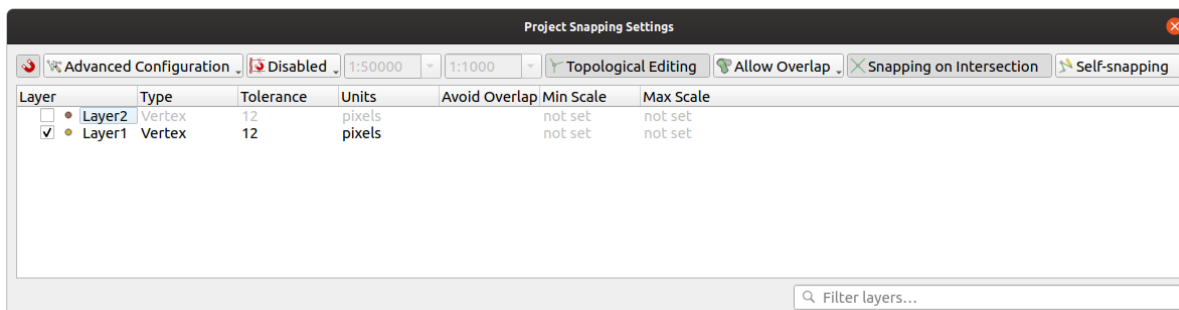 Project Snapping Settings
Advanced Configuration Disabled 1:50000 1:1000 Topological Editing Allow Overlap Snapping on Intersection Self-snapping
Layer Type Tolerance Units Avoid Overlap Min Scale Max Scale
Layer2 Vertex 12 pixels not set not set
Layer1 Vertex 12 pixels not set not set
Filter layers...